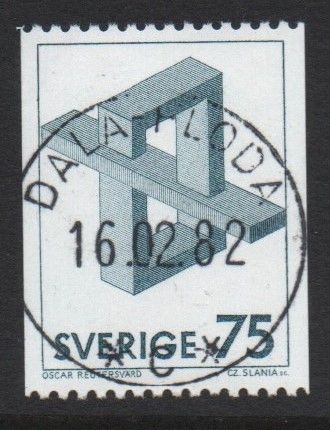 DALA-FLODA
16.02.82
* C *
SVERIGE 75
OSCAR REUTERSVÄRD CZ. SLANIA sc.